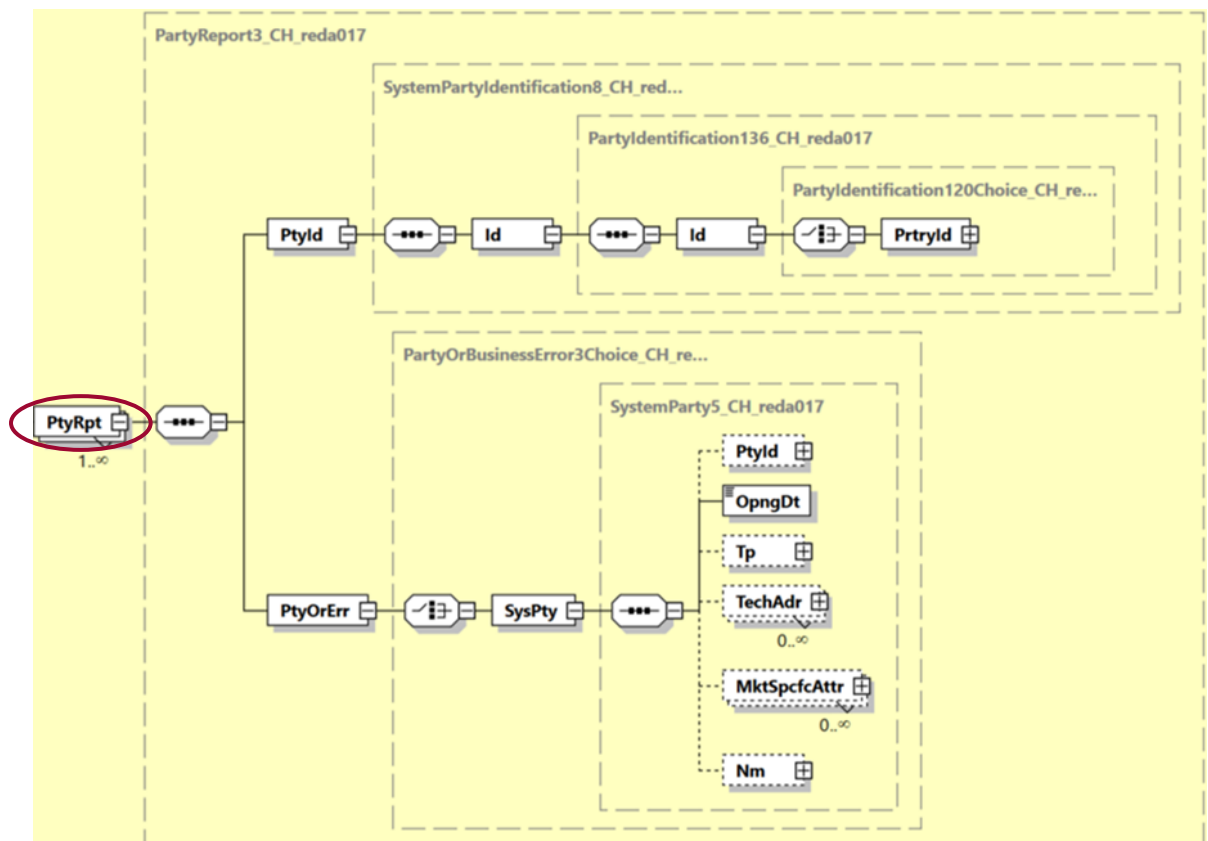 PartyReport3_CH_reda017
SystemPartyIdentification8_CH_red...
PartyIdentification136_CH_reda017
PartyIdentification120Choice_CH_re...
PtyId
Id
Id
PrtryId
PartyOrBusinessError3Choice_CH_re...
SystemParty5_CH_reda017
PtyRpt
1..∞
PtyId
OpngDt
Tp
TechAdr
0..∞
PtyOrErr
SysPty
MktSpcfcAttr
0..∞
Nm